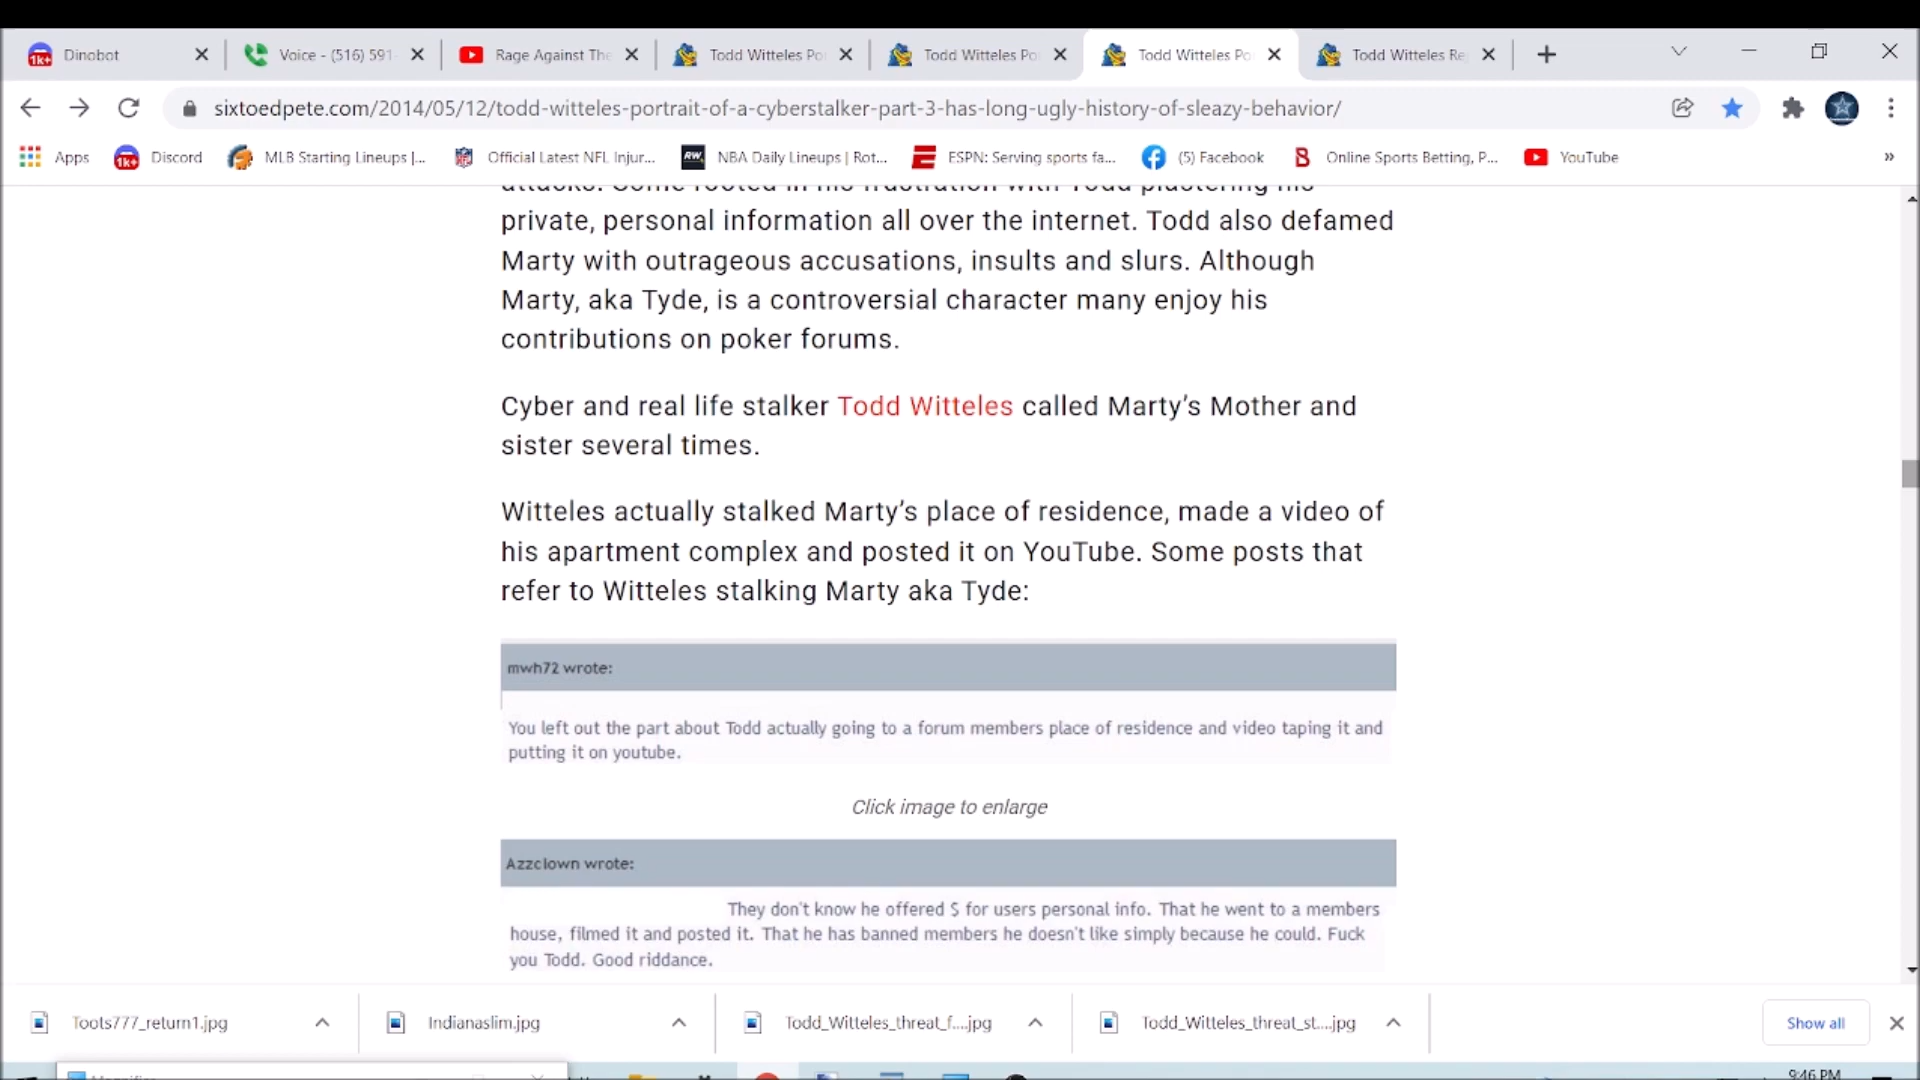 Dinobot
Voice - (516) 591
Rage Against The
Todd Witteles Po
Todd Witteles Po
Todd Witteles Po
Todd Witteles Re
sixtoedpete.com/2014/05/12/todd-witteles-portrait-of-a-cyberstalker-part-3-has-long-ugly-history-of-sleazy-behavior/
Apps
1k+
Discord
MLB Starting Lineups |...
Official Latest NFL Injur...
RW
NBA Daily Lineups | Rot...
ESPN: Serving sports fa...
(5) Facebook
B
Online Sports Betting, P...
YouTube
»
attacks. Some rooted in his frustration with Todd plastering his
private, personal information all over the internet. Todd also defamed
Marty with outrageous accusations, insults and slurs. Although
Marty, aka Tyde, is a controversial character many enjoy his
contributions on poker forums.
Cyber and real life stalker Todd Witteles called Marty’s Mother and
sister several times.
Witteles actually stalked Marty’s place of residence, made a video of
his apartment complex and posted it on YouTube. Some posts that
refer to Witteles stalking Marty aka Tyde:
mwh72 wrote:
You left out the part about Todd actually going to a forum members place of residence and video taping it and
putting it on youtube.
Click image to enlarge
Azzclown wrote:
They don't know he offered $ for users personal info. That he went to a members
house, filmed it and posted it. That he has banned members he doesn't like simply because he could. Fuck
you Todd. Good riddance.
Toots777_return1.jpg
Indianaslim.jpg
Todd_Witteles_threat_f....jpg
Todd_Witteles_threat_st....jpg
Show all
9:46 PM